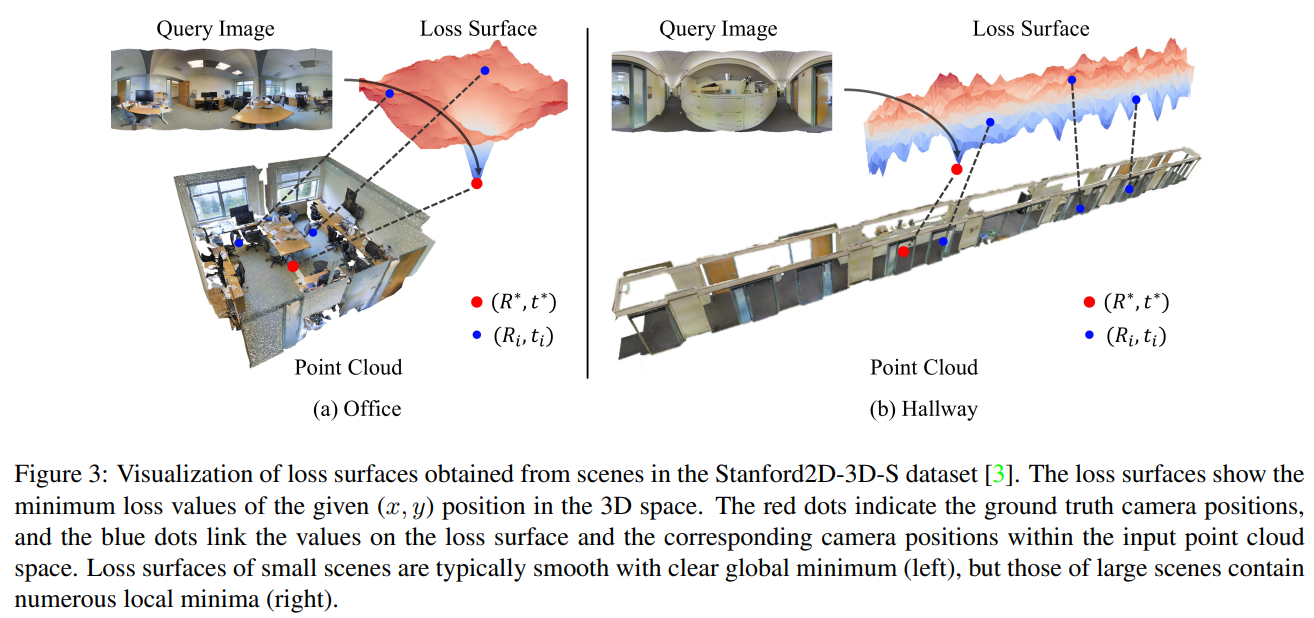 Query Image
Loss Surface
(R*, t*)
(Rᵢ, tᵢ)
Point Cloud
(a) Office
Query Image
Loss Surface
(R*, t*)
(Rᵢ, tᵢ)
Point Cloud
(b) Hallway
Figure 3: Visualization of loss surfaces obtained from scenes in the Stanford2D-3D-S dataset [3]. The loss surfaces show the
minimum loss values of the given (x, y) position in the 3D space. The red dots indicate the ground truth camera positions,
and the blue dots link the values on the loss surface and the corresponding camera positions within the input point cloud
space. Loss surfaces of small scenes are typically smooth with clear global minimum (left), but those of large scenes contain
numerous local minima (right).